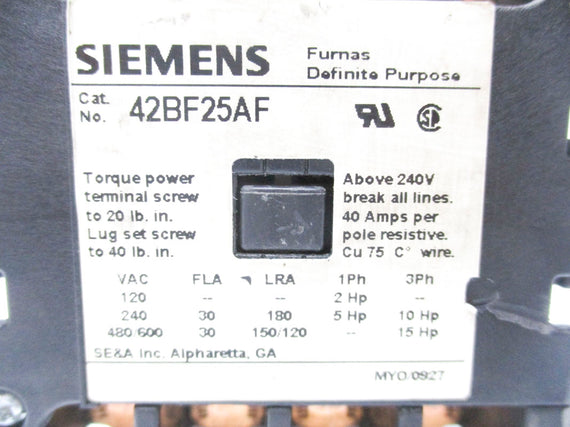 SIEMENS
Furnas
Definite Purpose
Cat.
No. 42BF25AF
Torque power
terminal screw
to 20 lb. in.
Lug set screw
to 40 lb. in.
Above 240V
break all lines.
40 Amps per
pole resistive.
Cu 75 C° wire.
VAC FLA LRA 1Ph 3Ph
120 -- -- 2 Hp --
240 30 180 5 Hp 10 Hp
480/600 30 150/120 -- 15 Hp
SE&A Inc. Alpharetta, GA
MYO/0927